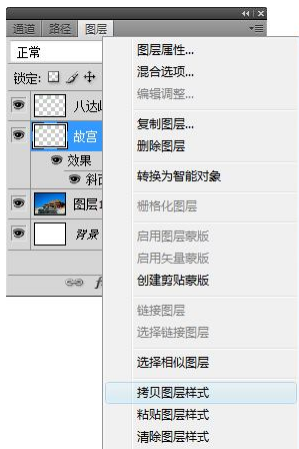 通道 路径 图层
正常
锁定:
八达
故宫
效果
斜
图层
背景
图层属性...
混合选项...
编辑调整...
复制图层...
删除图层
转换为智能对象
栅格化图层
启用图层蒙版
启用矢量蒙版
创建剪贴蒙版
链接图层
选择链接图层
选择相似图层
拷贝图层样式
粘贴图层样式
清除图层样式